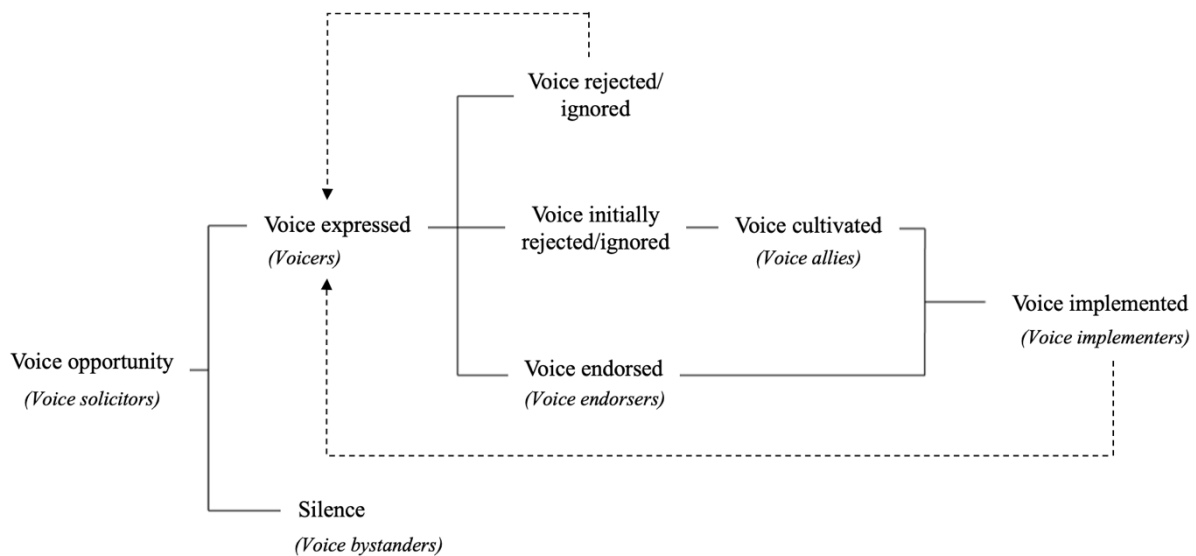 Voice rejected/
ignored
Voice expressed
(Voicers)
Voice initially
rejected/ignored
Voice cultivated
(Voice allies)
Voice implemented
(Voice implementers)
Voice opportunity
(Voice solicitors)
Voice endorsed
(Voice endorsers)
Silence
(Voice bystanders)